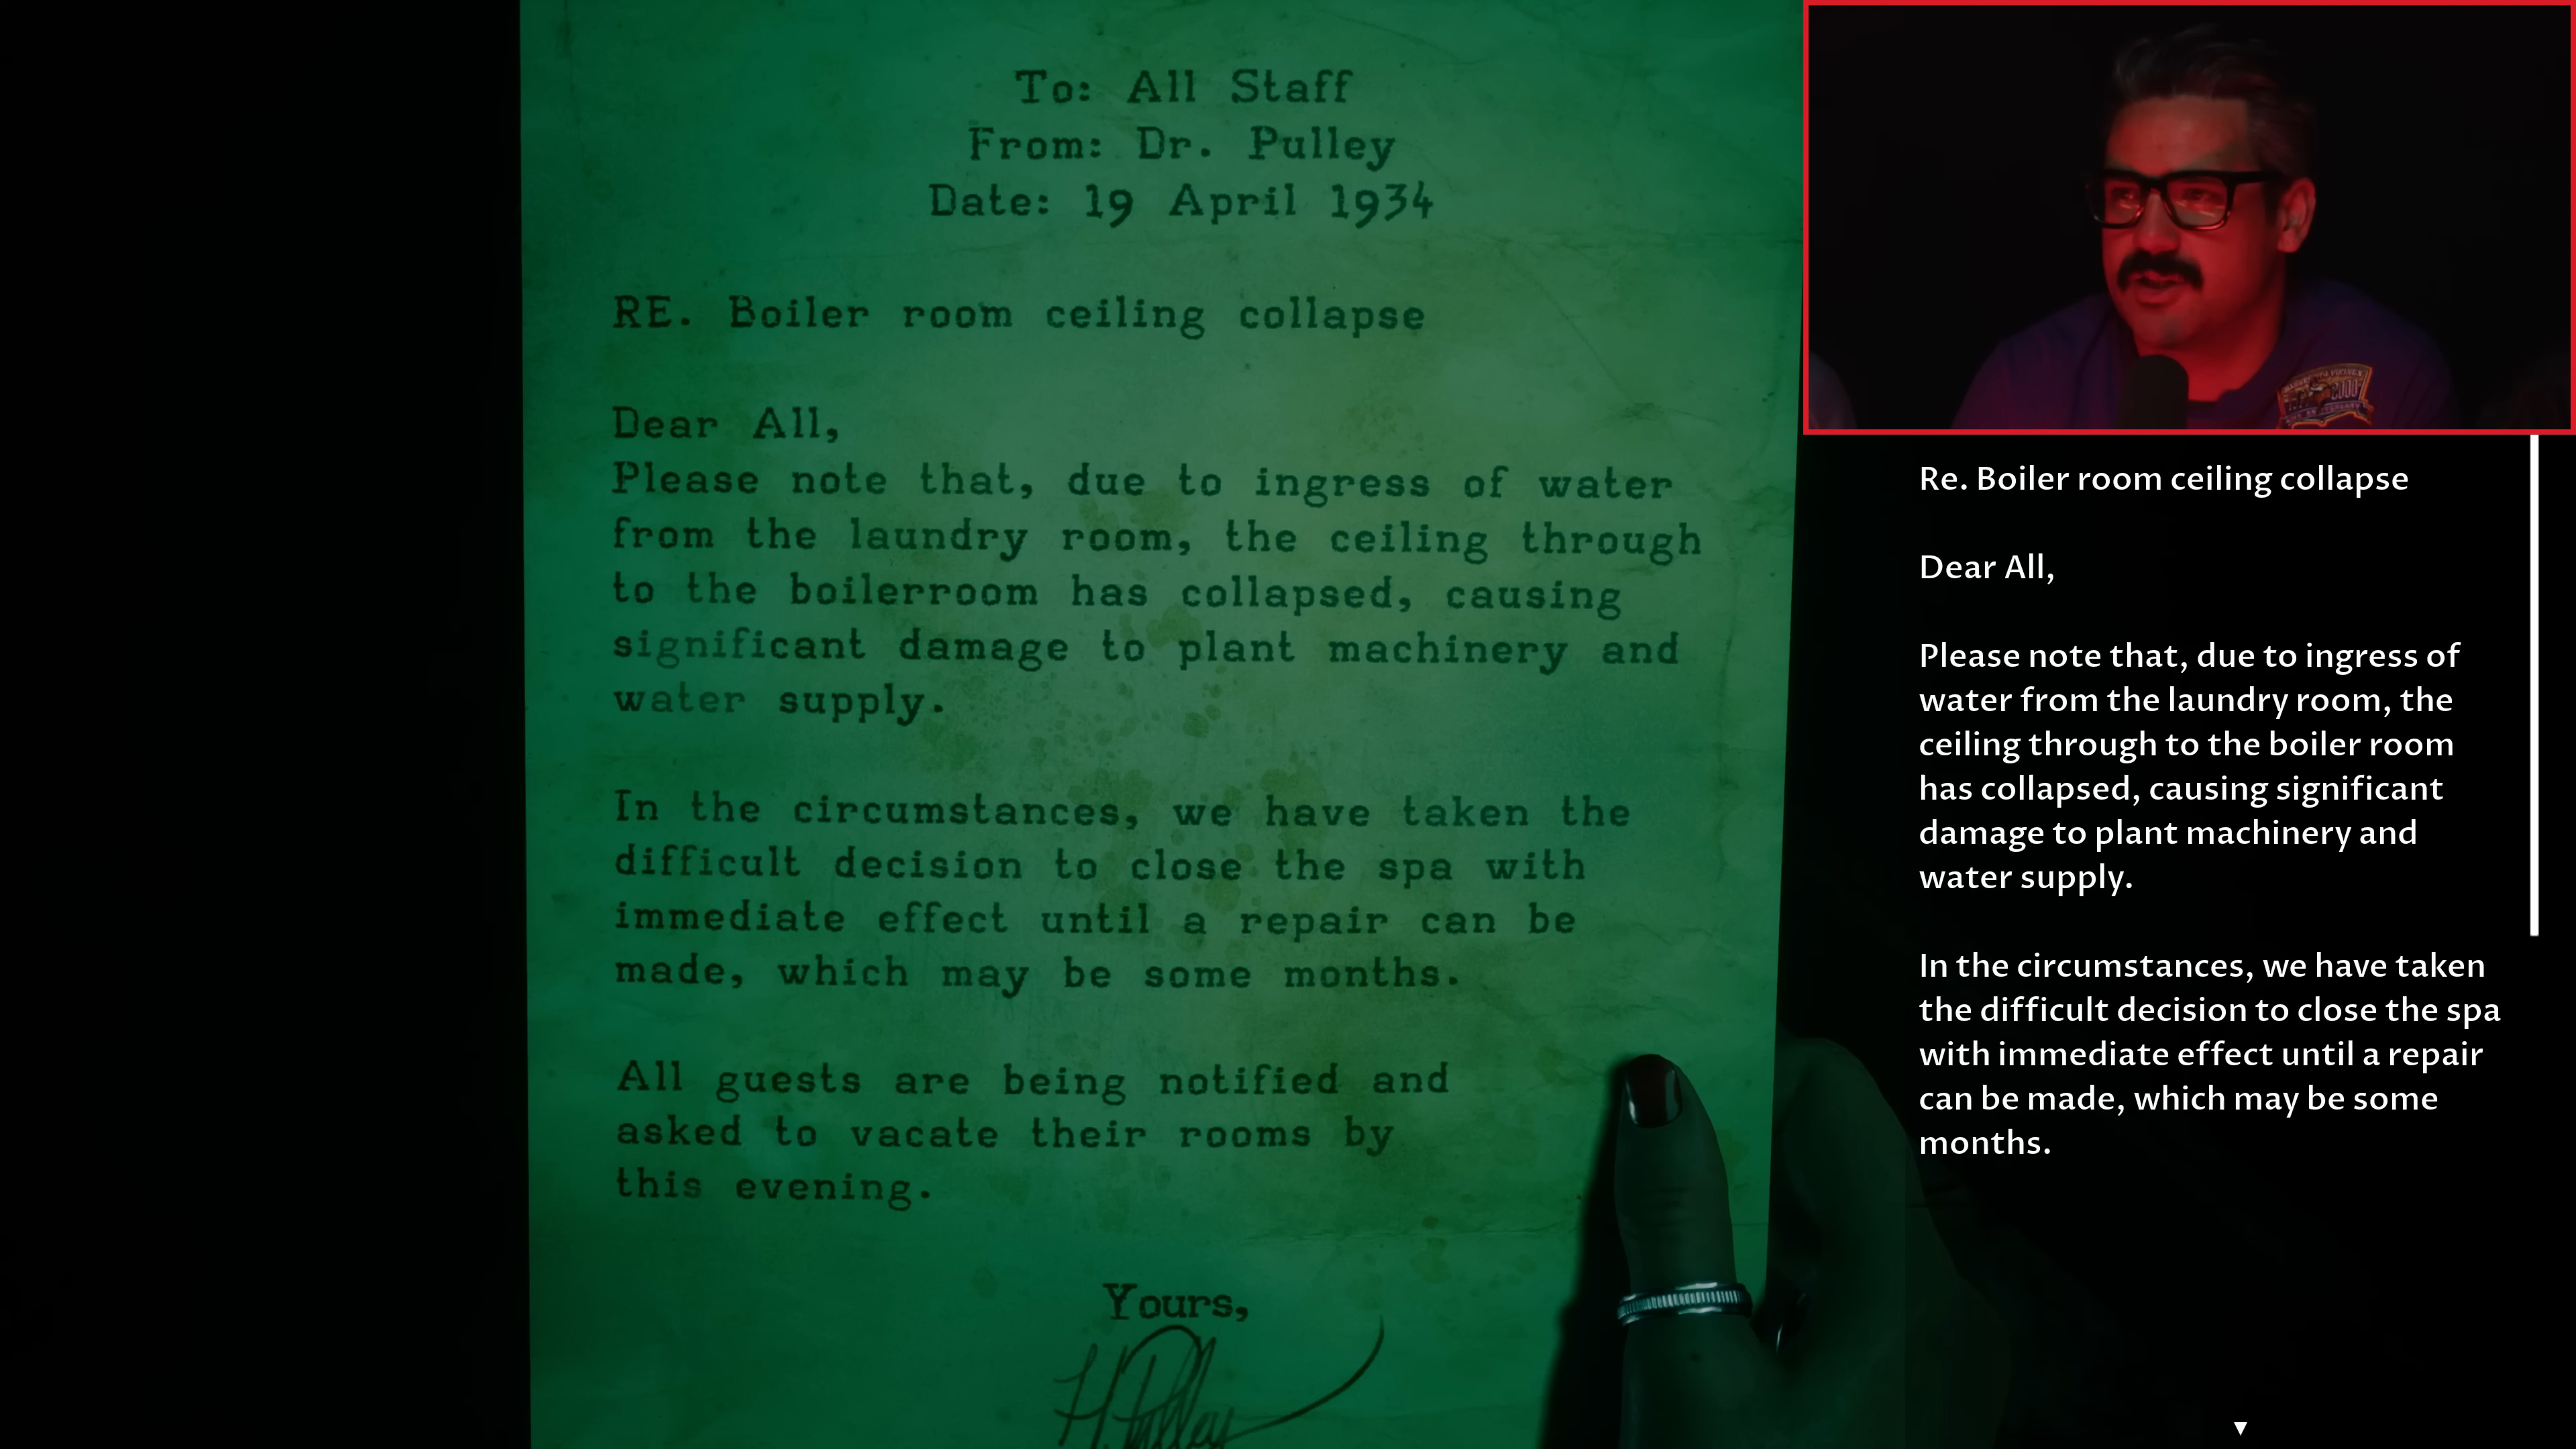 To: All Staff
From: Dr. Pulley
Date: 19 April 1934
RE. Boiler room ceiling collapse
Dear All,
Please note that, due to ingress of water
from the laundry room, the ceiling through
to the boilerroom has collapsed, causing
significant damage to plant machinery and
water supply.
In the circumstances, we have taken the
difficult decision to close the spa with
immediate effect until a repair can be
made, which may be some months.
All guests are being notified and
asked to vacate their rooms by
this evening.
Yours,
H Pulley
Re. Boiler room ceiling collapse
Dear All,
Please note that, due to ingress of
water from the laundry room, the
ceiling through to the boiler room
has collapsed, causing significant
damage to plant machinery and
water supply.
In the circumstances, we have taken
the difficult decision to close the spa
with immediate effect until a repair
can be made, which may be some
months.